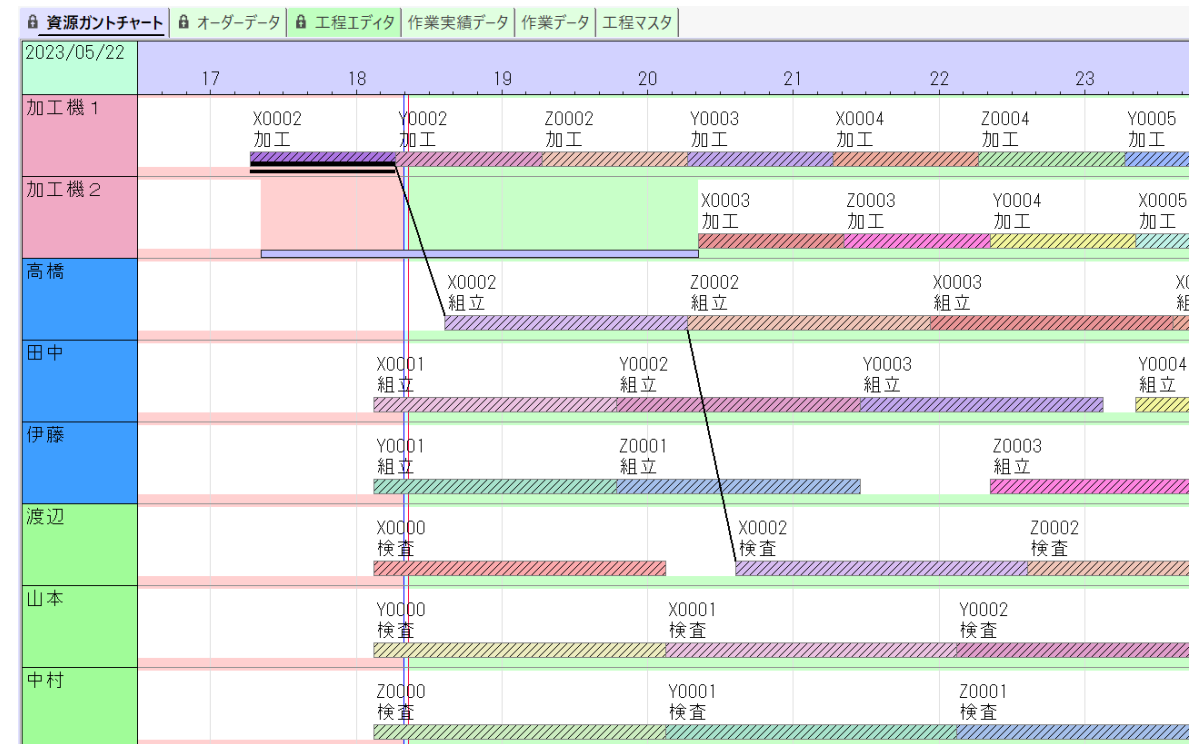 資源ガントチャート オーダーデータ 工程エディタ 作業実績データ 作業データ 工程マスタ
2023/05/22
17 18 19 20 21 22 23
加工機１
X0002 Y0002 Z0002 Y0003 X0004 Z0004 Y0005
加工 加工 加工 加工 加工 加工 加工
加工機２
X0003 Z0003 Y0004 X0005
加工 加工 加工 加工
高橋
X0002 Z0002 X0003
組立 組立 組立
田中
X0001 Y0002 Y0003 Y0004
組立 組立 組立 組立
伊藤
Y0001 Z0001 Z0003
組立 組立 組立
渡辺
X0000 X0002 Z0002
検査 検査 検査
山本
Y0000 X0001 Y0002
検査 検査 検査
中村
Z0000 Y0001 Z0001
検査 検査 検査